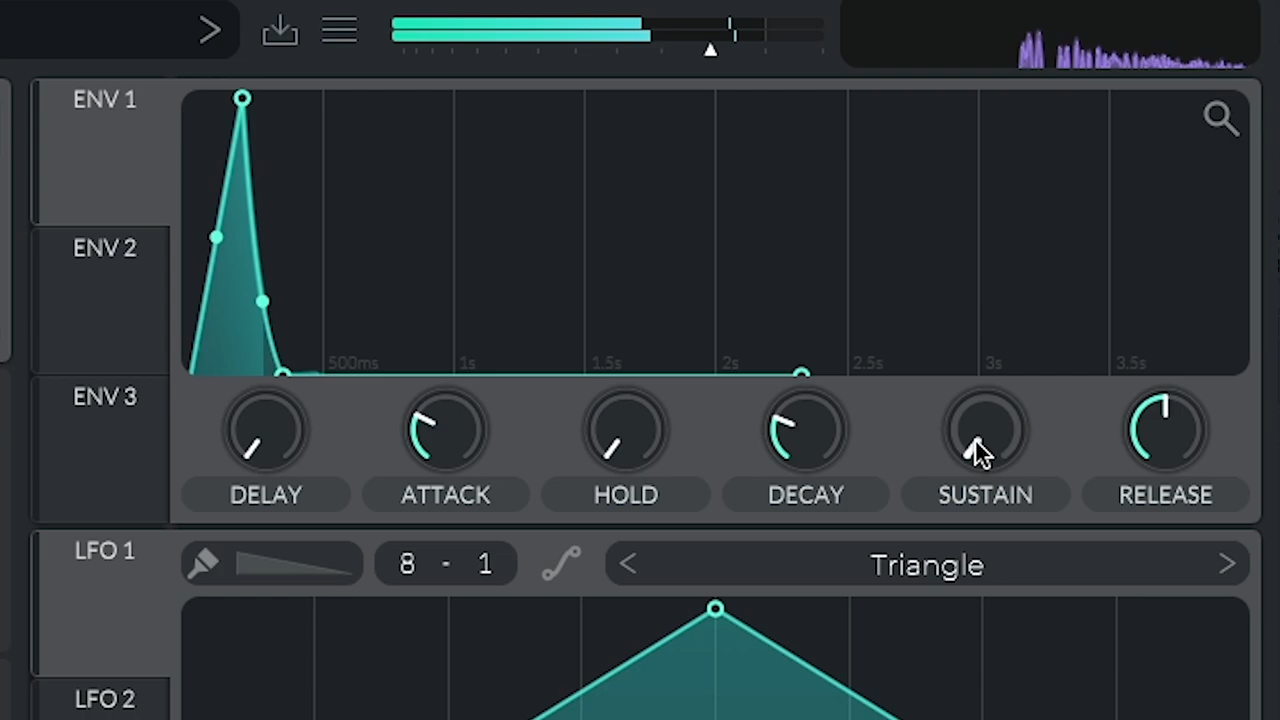 ENV 1
ENV 2
ENV 3
500ms 1s 1.5s 2s 2.5s 3s 3.5s
DELAY ATTACK HOLD DECAY SUSTAIN RELEASE
LFO 1
8 - 1
Triangle
LFO 2